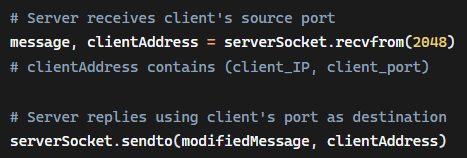 # Server receives client's source port
message, clientAddress = serverSocket.recvfrom(2048)
# clientAddress contains (client_IP, client_port)
# Server replies using client's port as destination
serverSocket.sendto(modifiedMessage, clientAddress)